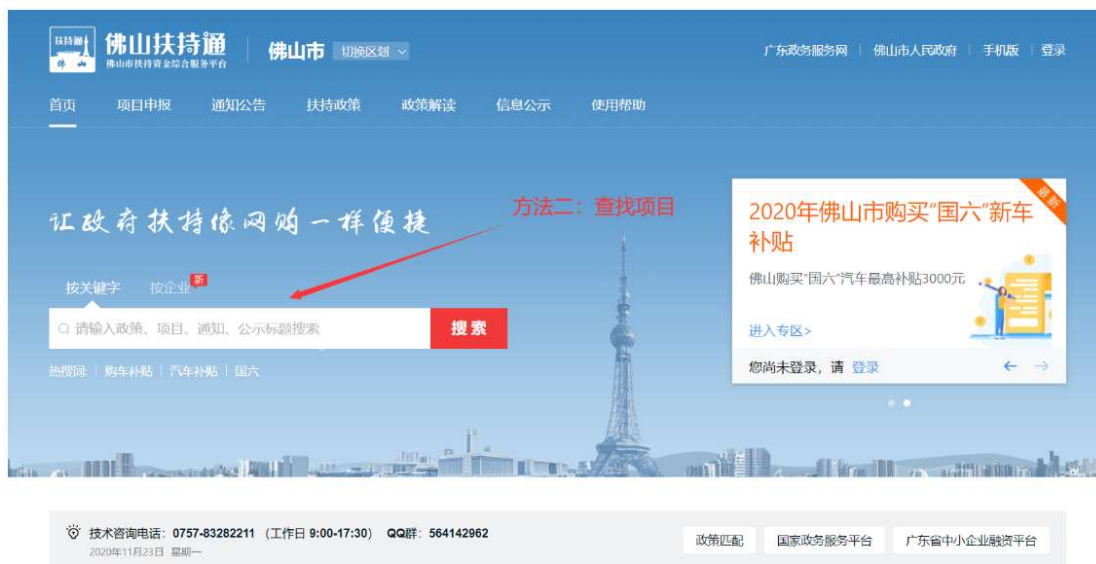 扶持通
佛山
佛山扶持通
佛山市扶持资金综合服务平台
佛山市 切换区划
广东政务服务网 佛山市人民政府 手机版 登录
首页 项目申报 通知公告 扶持政策 政策解读 信息公示 使用帮助
让政府扶持像网购一样便捷
方法二：查找项目
按关键字 按企业 新
请输入政策、项目、通知、公示标题搜索 搜索
热搜词： 购车补贴 汽车补贴 国六
最新
2020年佛山市购买“国六”新车
补贴
佛山购买“国六”汽车最高补贴3000元
进入专区>
您尚未登录，请 登录
技术咨询电话：0757-83282211 （工作日 9:00-17:30） QQ群：564142962
2020年11月23日 星期一
政策匹配 国家政务服务平台 广东省中小企业融资平台